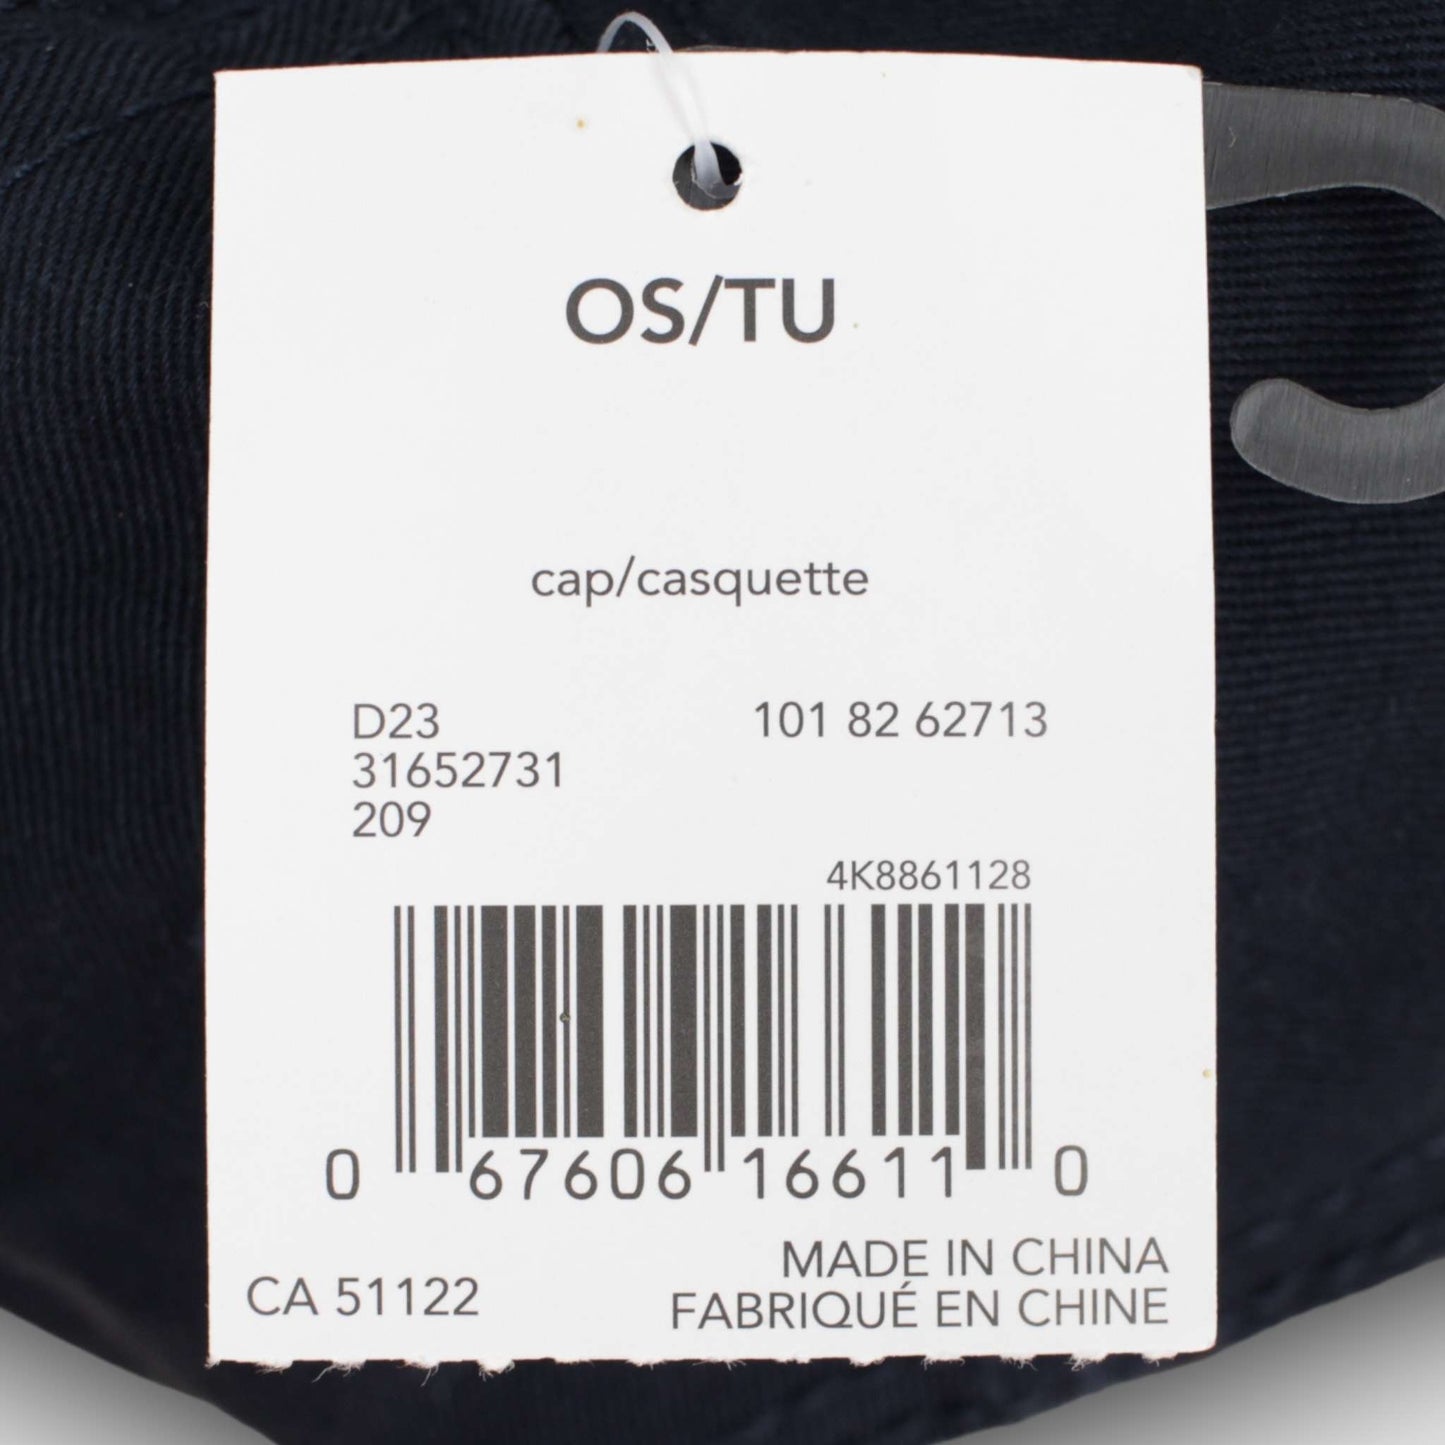 OS/TU
cap/casquette
D23 101 82 62713
31652731
209
4K8861128
0 67606 16611 0
MADE IN CHINA
CA 51122 FABRIQUÉ EN CHINE